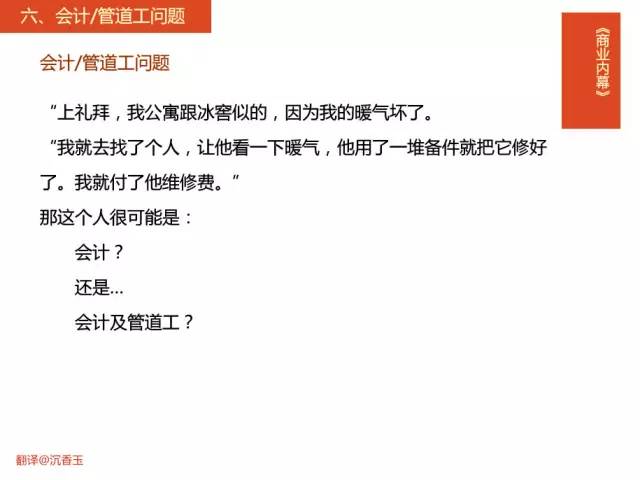 六、会计/管道工问题
《商业内幕》
会计/管道工问题
“上礼拜，我公寓跟冰窖似的，因为我的暖气坏了。
“我就去找了个人，让他看一下暖气，他用了一堆备件就把它修好
了。我就付了他维修费。”
那这个人很可能是：
会计？
还是…
会计及管道工？
翻译@沉香玉